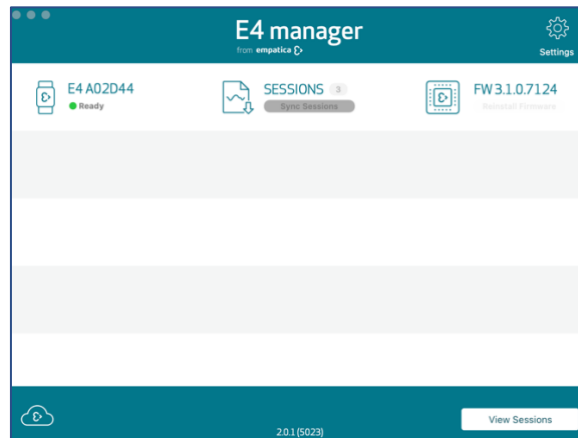 E4 manager
from empatica
Settings
E4 A02D44
Ready
SESSIONS 3
Sync Sessions
FW 3.1.0.7124
Reinstall Firmware
View Sessions
2.0.1 (5023)